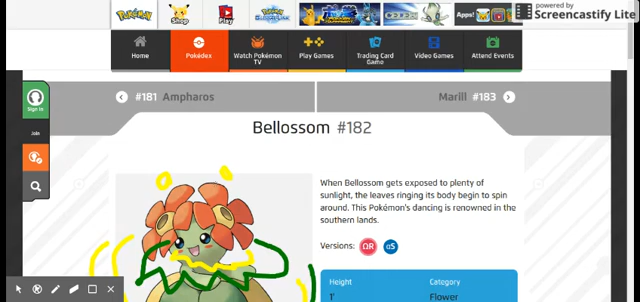 Pokémon
Shop
Play
Apps!
powered by
Screencastify Lite
Home
Pokédex
Watch Pokémon TV
Play Games
Trading Card Game
Video Games
Attend Events
Sign in
Join
#181 Ampharos
Marill #183
Bellossom #182
When Bellossom gets exposed to plenty of
sunlight, the leaves ringing its body begin to spin
around. This Pokémon's dancing is renowned in the
southern lands.
Versions: ΩR αS
Height
Category
1'
Flower